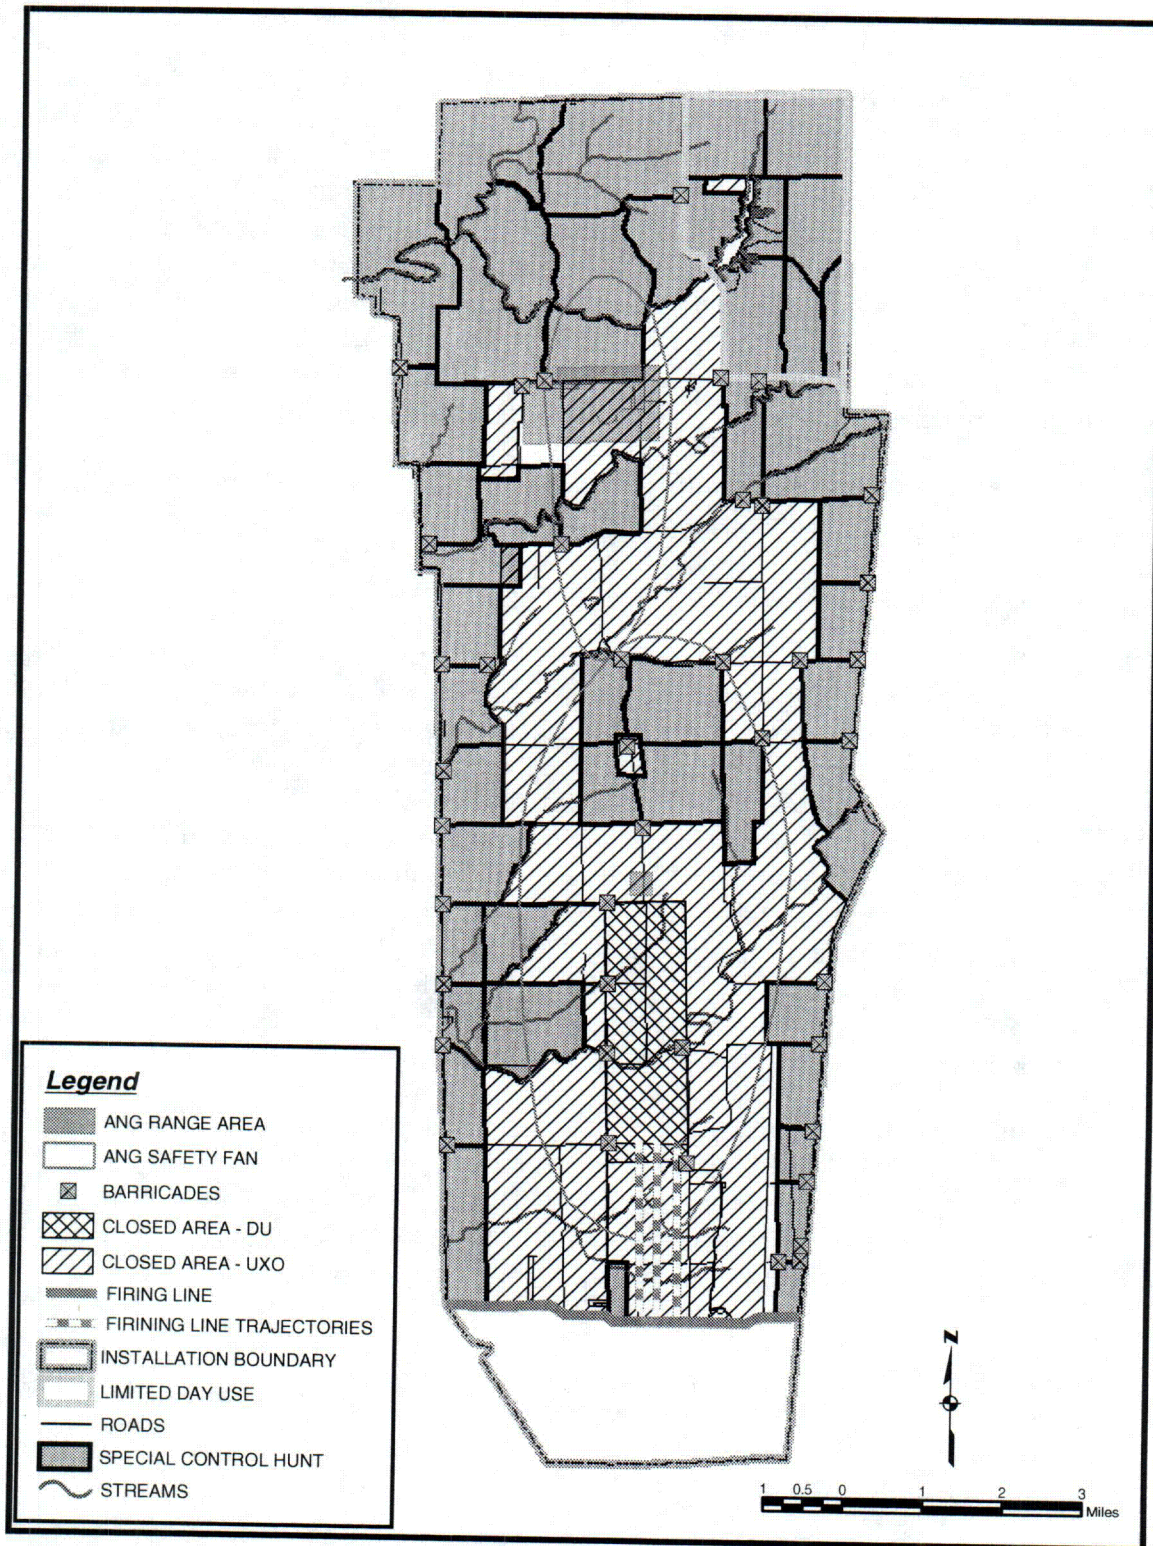 Legend
ANG RANGE AREA
ANG SAFETY FAN
BARRICADES
CLOSED AREA - DU
CLOSED AREA - UXO
FIRING LINE
FIRINING LINE TRAJECTORIES
INSTALLATION BOUNDARY
LIMITED DAY USE
ROADS
SPECIAL CONTROL HUNT
STREAMS
N
1 0.5 0 1 2 3
Miles